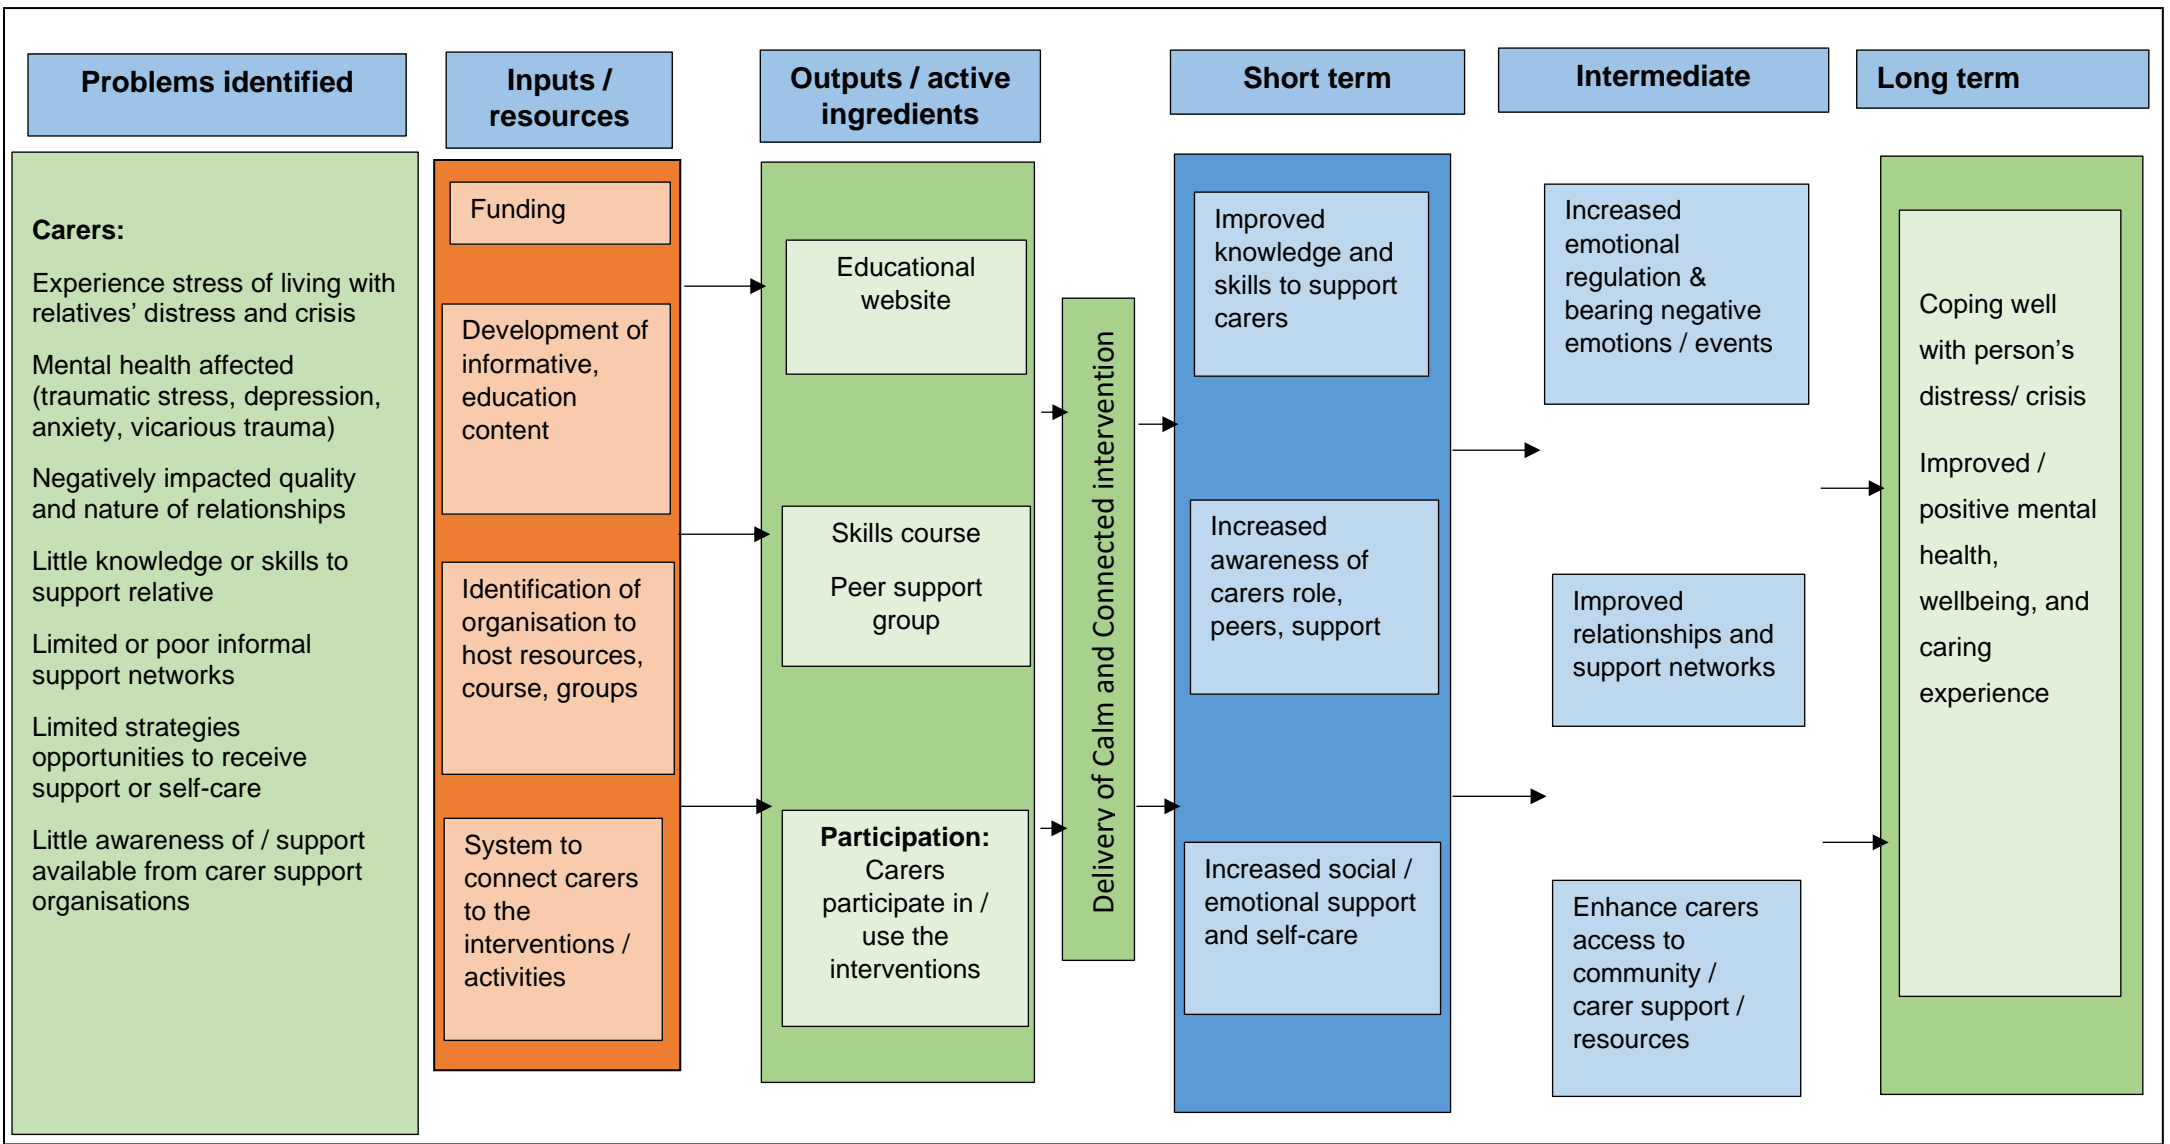 Problems identified
Carers:
Experience stress of living with
relatives’ distress and crisis
Mental health affected
(traumatic stress, depression,
anxiety, vicarious trauma)
Negatively impacted quality
and nature of relationships
Little knowledge or skills to
support relative
Limited or poor informal
support networks
Limited strategies
opportunities to receive
support or self-care
Little awareness of / support
available from carer support
organisations
Inputs /
resources
Funding
Development of
informative,
education
content
Identification of
organisation to
host resources,
course, groups
System to
connect carers
to the
interventions /
activities
Outputs / active
ingredients
Educational
website
Skills course
Peer support
group
Participation:
Carers
participate in /
use the
interventions
Delivery of Calm and Connected intervention
Short term
Improved
knowledge and
skills to support
carers
Increased
awareness of
carers role,
peers, support
Increased social /
emotional support
and self-care
Intermediate
Increased
emotional
regulation &
bearing negative
emotions / events
Improved
relationships and
support networks
Enhance carers
access to
community /
carer support /
resources
Long term
Coping well
with person’s
distress/ crisis
Improved /
positive mental
health,
wellbeing, and
caring
experience